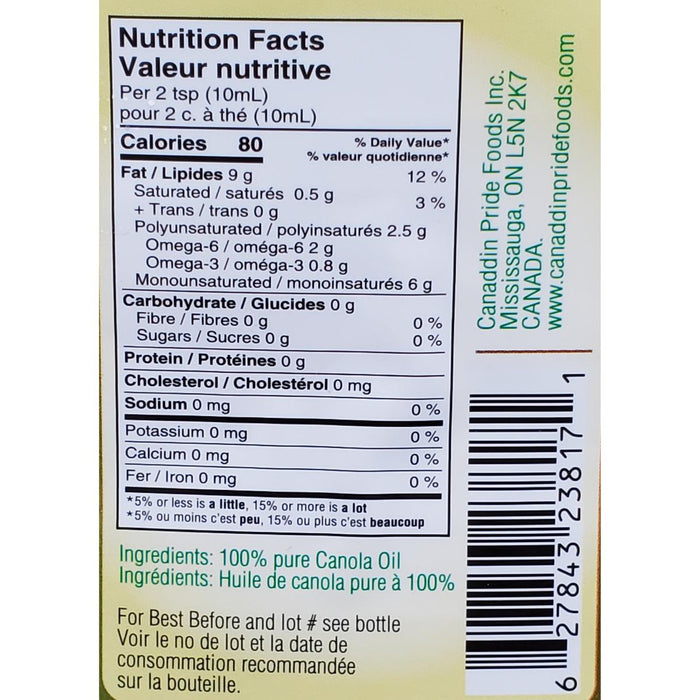 Nutrition Facts
Valeur nutritive
Per 2 tsp (10mL)
pour 2 c. à thé (10mL)
Calories 80
% Daily Value*
% valeur quotidienne*
Fat / Lipides 9 g 12 %
Saturated / saturés 0.5 g
+ Trans / trans 0 g 3 %
Polyunsaturated / polyinsaturés 2.5 g
Omega-6 / oméga-6 2 g
Omega-3 / oméga-3 0.8 g
Monounsaturated / monoinsaturés 6 g
Carbohydrate / Glucides 0 g
Fibre / Fibres 0 g 0 %
Sugars / Sucres 0 g 0 %
Protein / Protéines 0 g
Cholesterol / Cholestérol 0 mg
Sodium 0 mg 0 %
Potassium 0 mg 0 %
Calcium 0 mg 0 %
Fer / Iron 0 mg 0 %
*5% or less is a little, 15% or more is a lot
*5% ou moins c'est peu, 15% ou plus c'est beaucoup
Ingredients: 100% pure Canola Oil
Ingrédients: Huile de canola pure à 100%
For Best Before and lot # see bottle
Voir le no de lot et la date de
consommation recommandée
sur la bouteille.
Canaddin Pride Foods Inc.
Mississauga, ON L5N 2K7
CANADA.
www.canaddinpridefoods.com
6 27843 23817 1